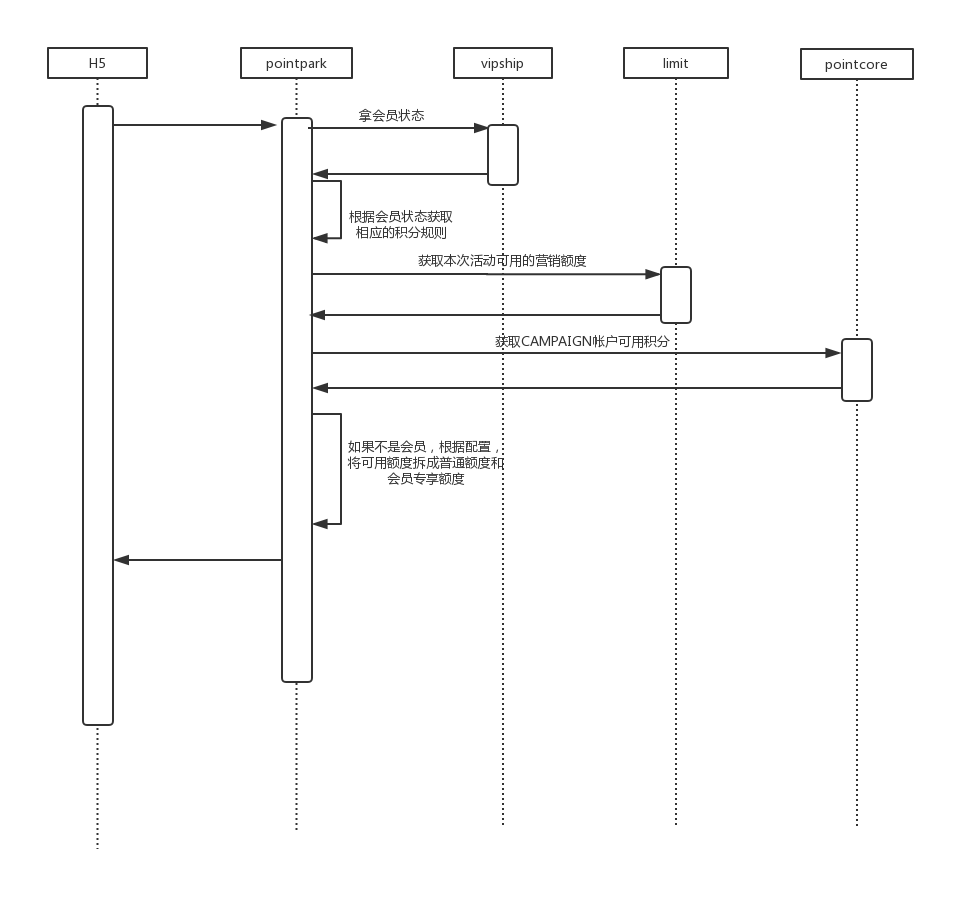 H5
pointpark
vipship
limit
pointcore
拿会员状态
根据会员状态获取
相应的积分规则
获取本次活动可用的营销额度
获取CAMPAIGN帐户可用积分
如果不是会员，根据配置，
将可用额度拆成普通额度和
会员专享额度